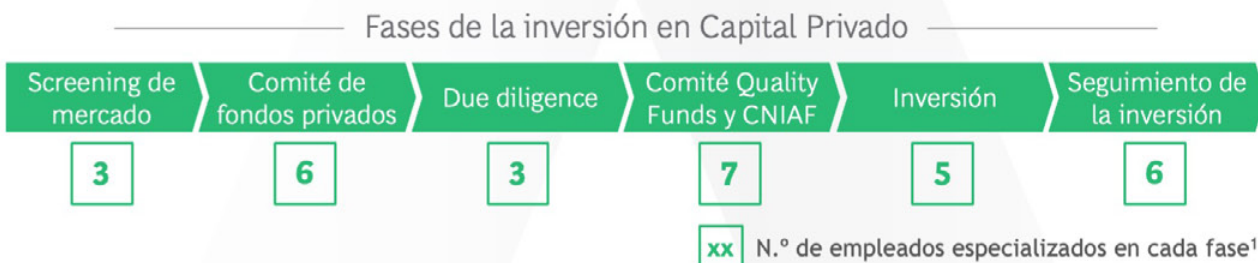 Fases de la inversión en Capital Privado
Screening de
mercado
Comité de
fondos privados
Due diligence
Comité Quality
Funds y CNIAF
Inversión
Seguimiento de
la inversión
3
6
3
7
5
6
xx N.º de empleados especializados en cada fase¹